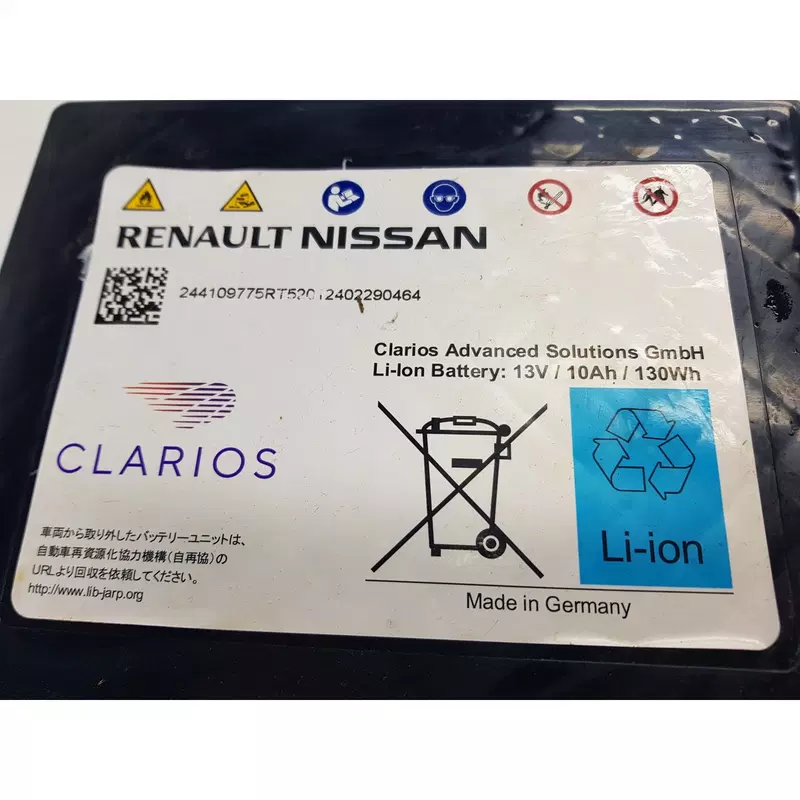 RENAULT NISSAN
244109775RT52012402290464
Clarios Advanced Solutions GmbH
Li-Ion Battery: 13V / 10Ah / 130Wh
CLARIOS
Li-ion
車両から取り外したバッテリーユニットは、
自動車再資源化協力機構（自再協）の
URLより回収を依頼してください。
http://www.lib-jarp.org
Made in Germany